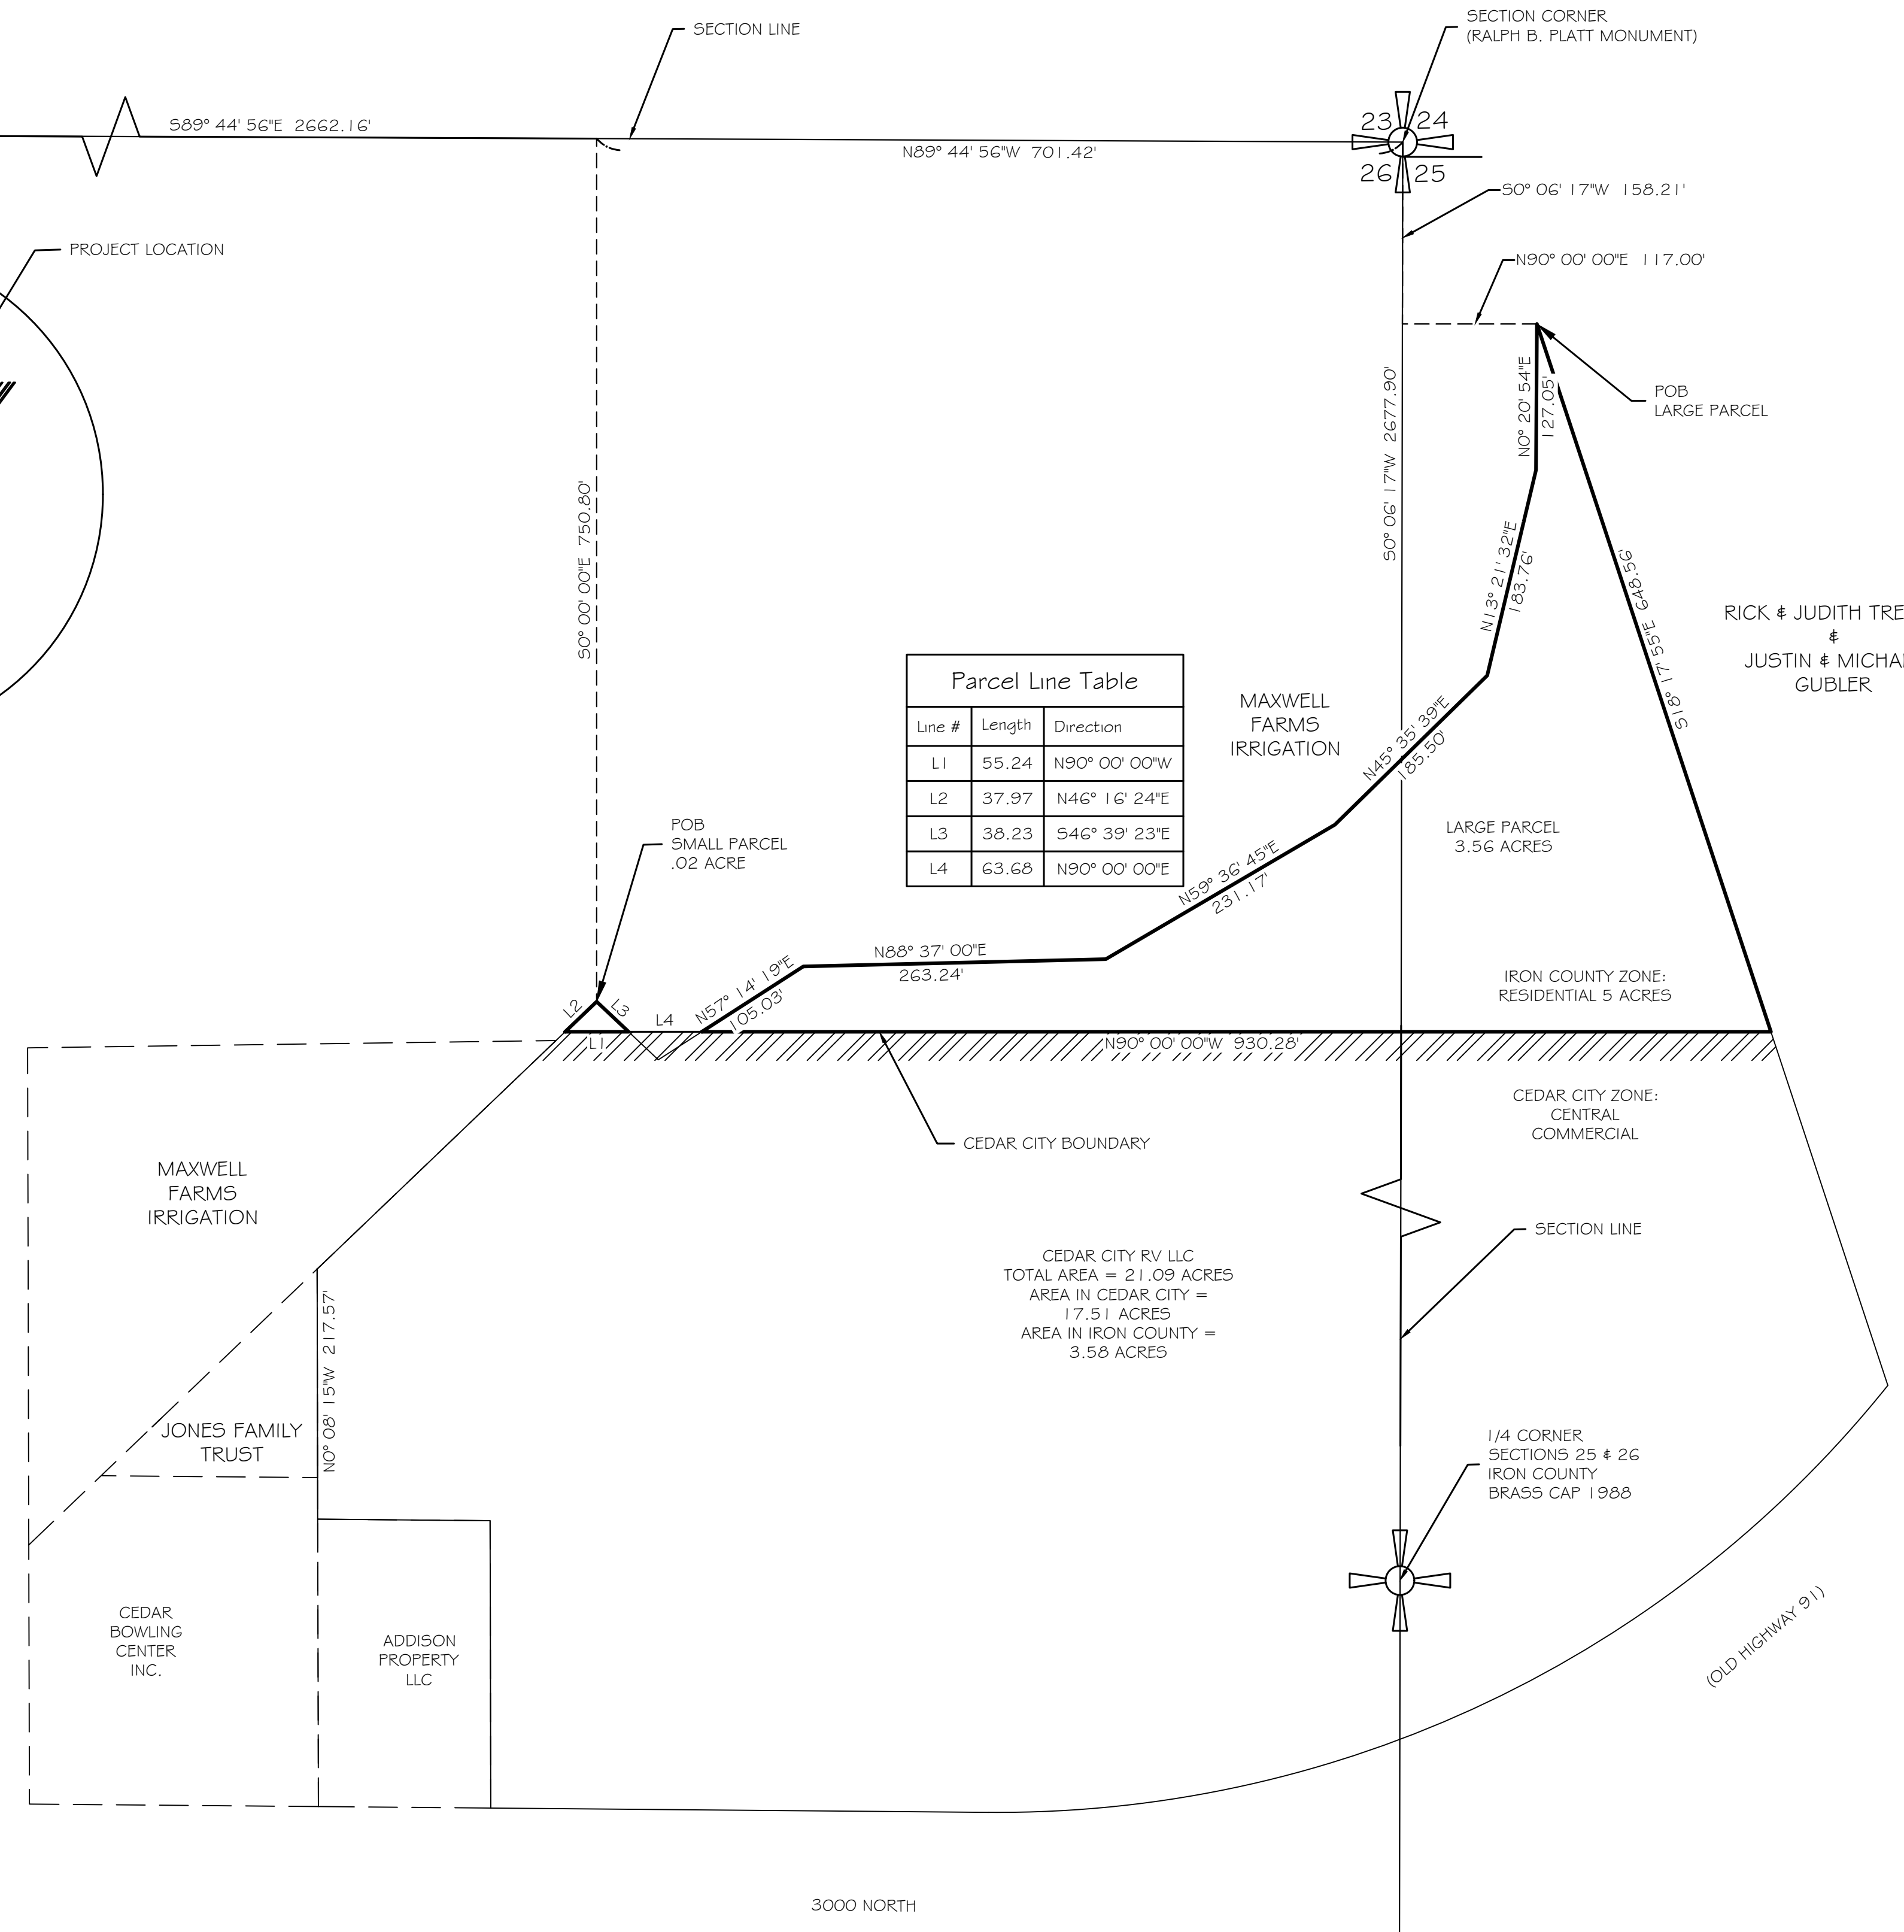 SECTION CORNER
(RALPH B. PLATT MONUMENT)
SECTION LINE
S89° 44' 56"E 2662.16'
N89° 44' 56"W 701.42'
23 24
26 25
S0° 06' 17"W 158.21'
PROJECT LOCATION
N90° 00' 00"E 117.00'
POB
LARGE PARCEL
N0° 20' 54"E
127.05'
S0° 06' 17"W 2677.90'
S0° 00' 00"E 750.80'
N13° 21' 32"E
183.76'
S18° 17' 55"E 648.56'
RICK & JUDITH
&
JUSTIN &
GUBLER
Parcel Line Table
Line # Length Direction
L1 55.24 N90° 00' 00"W
L2 37.97 N46° 16' 24"E
L3 38.23 S46° 39' 23"E
L4 63.68 N90° 00' 00"E
MAXWELL
FARMS
IRRIGATION
N45° 35' 39"E
185.50'
LARGE PARCEL
3.56 ACRES
POB
SMALL PARCEL
.02 ACRE
N59° 36' 45"E
231.17'
N88° 37' 00"E
263.24'
N57° 14' 19"E
105.03'
IRON COUNTY ZONE:
RESIDENTIAL 5 ACRES
L2
L3
L4
L1
N90° 00' 00"W 930.28'
CEDAR CITY ZONE:
CENTRAL
COMMERCIAL
CEDAR CITY BOUNDARY
MAXWELL
FARMS
IRRIGATION
SECTION LINE
CEDAR CITY RV LLC
TOTAL AREA = 21.09 ACRES
AREA IN CEDAR CITY =
17.51 ACRES
AREA IN IRON COUNTY =
3.58 ACRES
N0° 08' 15"W 217.57'
JONES FAMILY
TRUST
1/4 CORNER
SECTIONS 25 & 26
IRON COUNTY
BRASS CAP 1988
CEDAR
BOWLING
CENTER
INC.
ADDISON
PROPERTY
LLC
(OLD HIGHWAY 91)
3000 NORTH